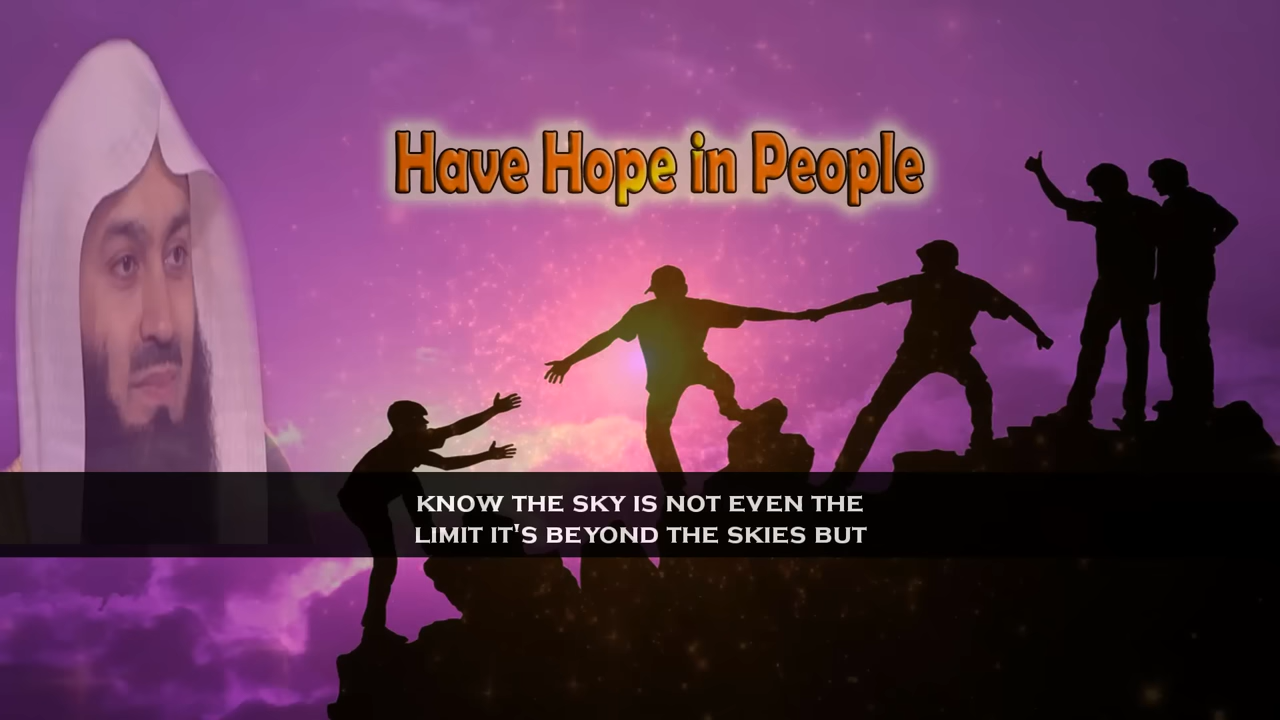 Have Hope in People
KNOW THE SKY IS NOT EVEN THE
LIMIT IT'S BEYOND THE SKIES BUT